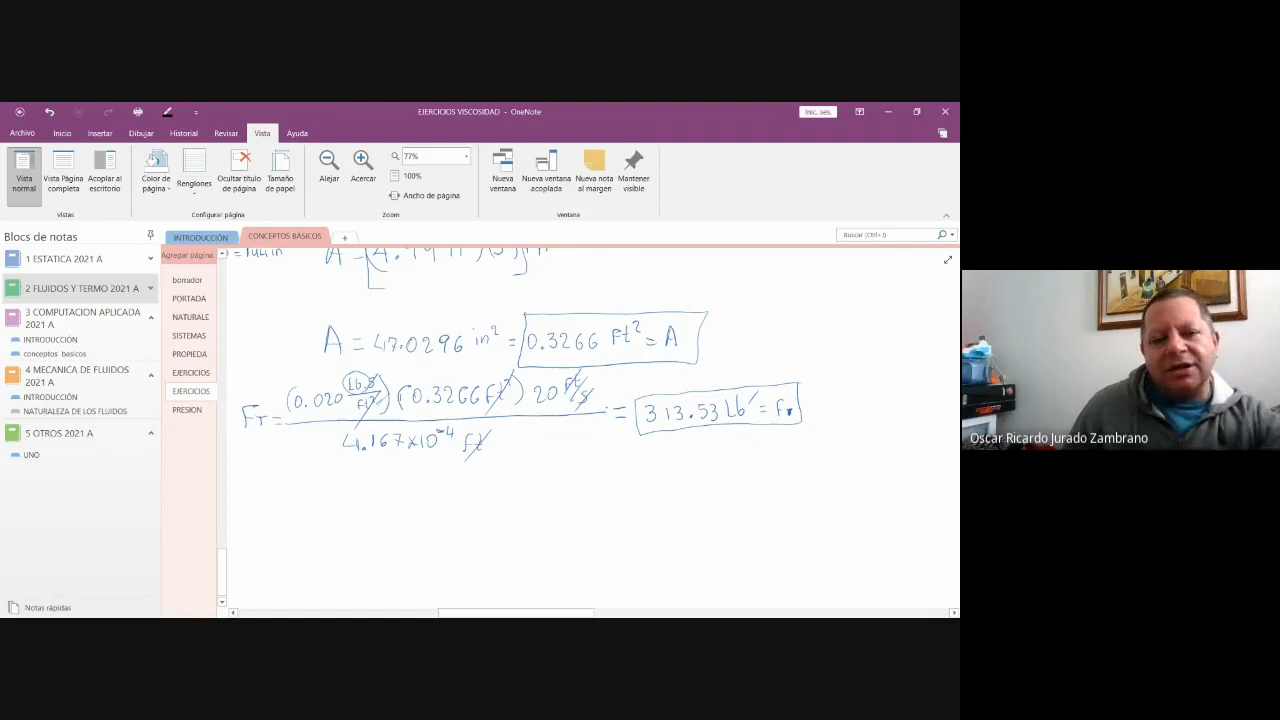 EJERCICIOS VISCOSIDAD - OneNote
Inic. ses.
Archivo Inicio Insertar Dibujar Historial Revisar Vista Ayuda
Vista normal
Vista Página completa
Acoplar al escritorio
Vistas
Color de página
Renglones
Ocultar título de página
Tamaño de papel
Configurar página
Alejar
Acercar
77%
100%
Ancho de página
Zoom
Nueva ventana
Nueva ventana acoplada
Nueva nota al margen
Mantener visible
Ventana
Blocs de notas
INTRODUCCIÓN
CONCEPTOS BÁSICOS
+
Buscar (Ctrl+J)
1 ESTATICA 2021 A
2 FLUIDOS Y TERMO 2021 A
3 COMPUTACION APLICADA 2021 A
INTRODUCCIÓN
conceptos basicos
4 MECANICA DE FLUIDOS 2021 A
INTRODUCCIÓN
NATURALEZA DE LOS FLUIDOS
5 OTROS 2021 A
UNO
Notas rápidas
Agregar página
borrador
PORTADA
NATURALE
SISTEMAS
PROPIEDA
EJERCICIOS
EJERCICIOS
PRESION
A = 47.0296 in² = 0.3266 Ft² = A
Fr = (0.020 Lb.s/ft²) (0.3266 ft²) 20 ft/s / 4.167x10⁻⁴ ft = 313.53 Lb = Fr
Oscar Ricardo Jurado Zambrano